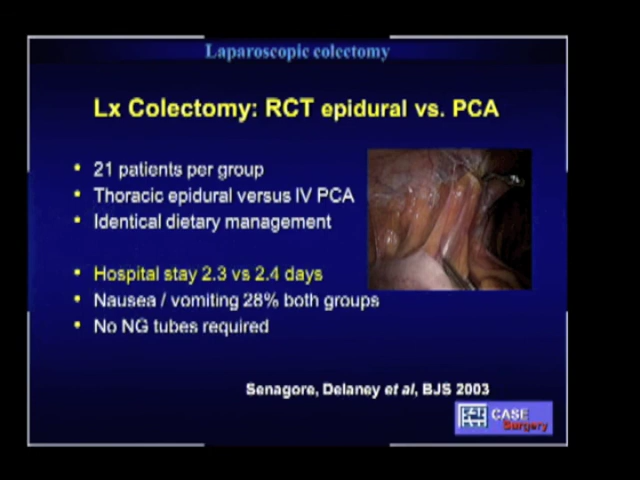 Laparoscopic colectomy
Lx Colectomy: RCT epidural vs. PCA
• 21 patients per group
• Thoracic epidural versus IV PCA
• Identical dietary management
• Hospital stay 2.3 vs 2.4 days
• Nausea / vomiting 28% both groups
• No NG tubes required
Senagore, Delaney et al, BJS 2003
CASE
Surgery